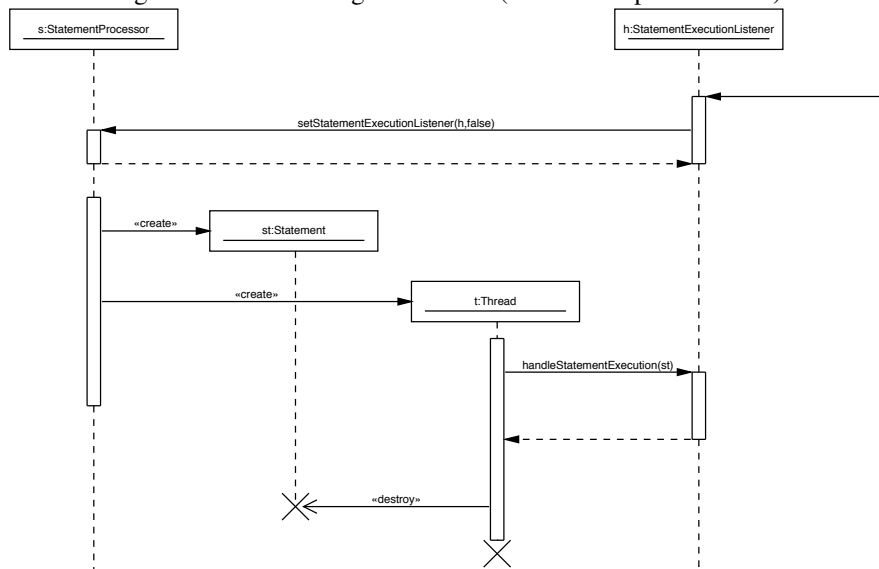 s:StatementProcessor
h:StatementExecutionListener
setStatementExecutionListener(h,false)
«create»
st:Statement
«create»
t:Thread
handleStatementExecution(st)
«destroy»